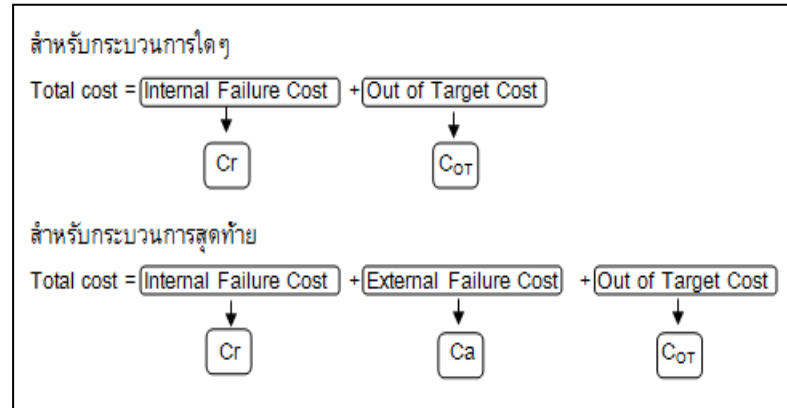 สำหรับกระบวนการใดๆ
Total cost = Internal Failure Cost + Out of Target Cost
Cr C_OT
สำหรับกระบวนการสุดท้าย
Total cost = Internal Failure Cost + External Failure Cost + Out of Target Cost
Cr Ca C_OT